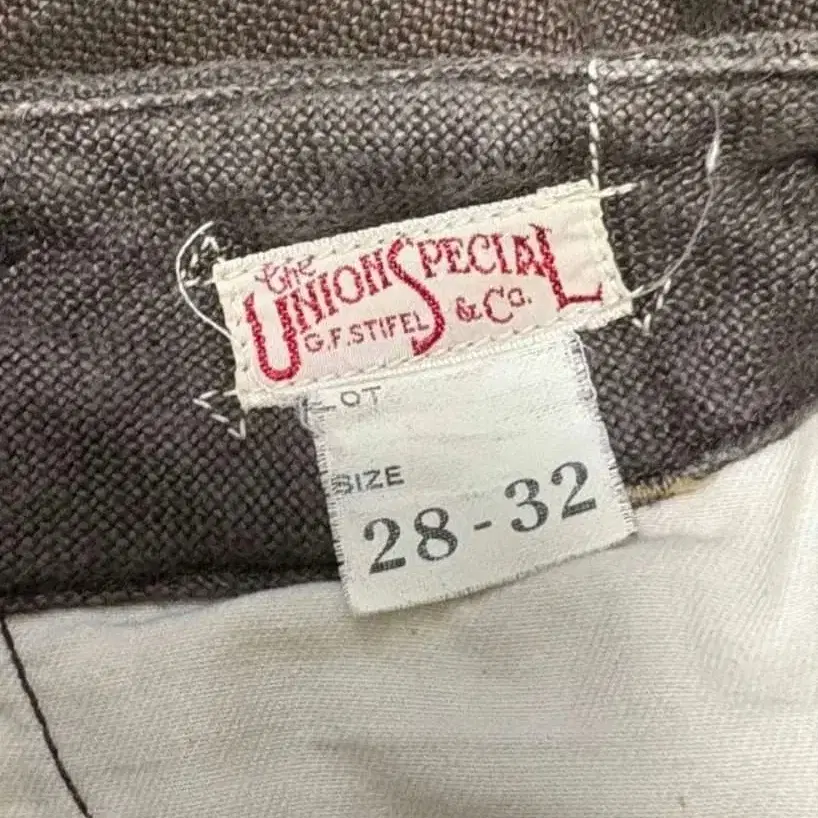 The UNION SPECIAL
G.F.STIFEL & Co.
LOT
SIZE
28-32